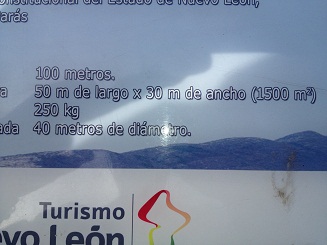 nstitucional del Estado de Nuevo León,
Parás
100 metros.
a 50 m de largo x 30 m de ancho (1500 m²)
250 kg
ada 40 metros de diámetro.
Turismo
evo León